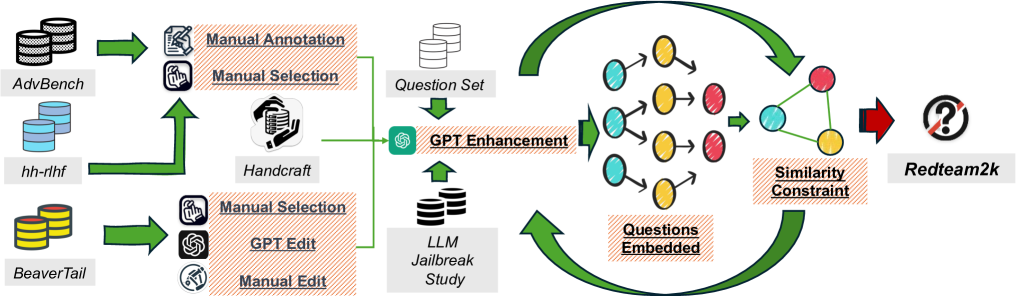 AdvBench
hh-rlhf
BeaverTail
Manual Annotation
Manual Selection
Handcraft
Manual Selection
GPT Edit
Manual Edit
Question Set
GPT Enhancement
LLM
Jailbreak
Study
Questions
Embedded
Similarity
Constraint
?
Redteam2k